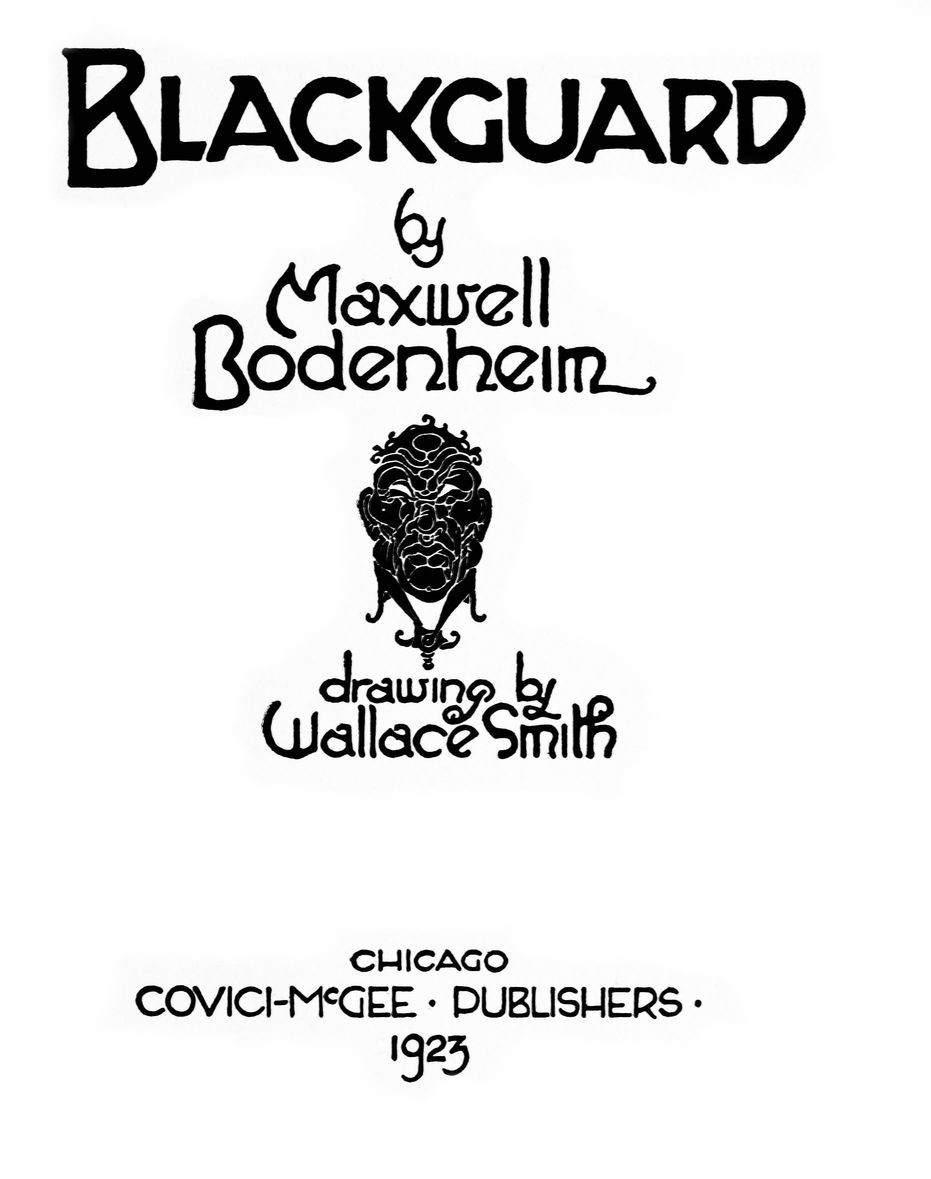 BLACKGUARD
by
Maxwell
Bodenheim
drawing by
Wallace Smith
CHICAGO
COVICI-McGEE · PUBLISHERS ·
1923